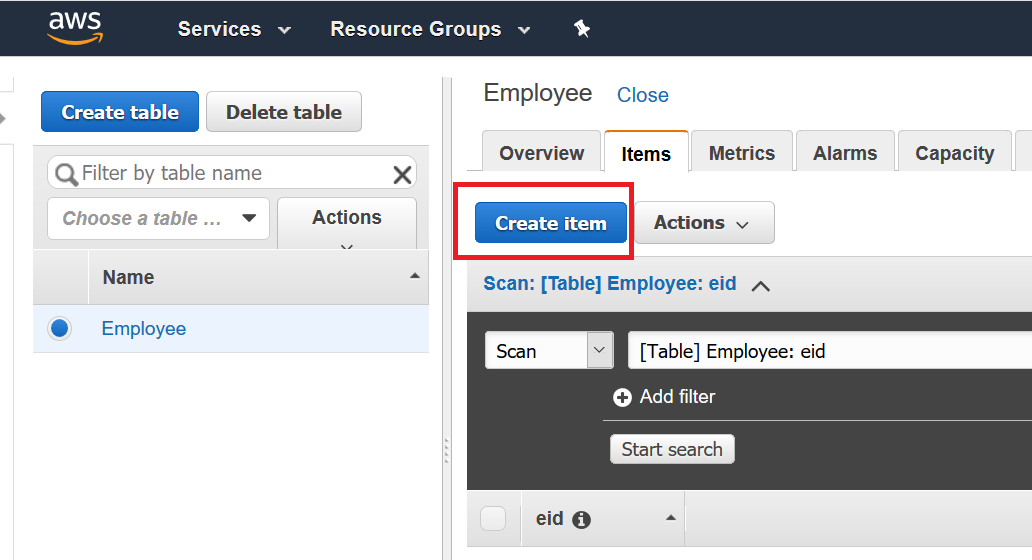 aws Services Resource Groups
Create table Delete table
Filter by table name
Choose a table ... Actions
Name
Employee
Employee Close
Overview Items Metrics Alarms Capacity
Create item Actions
Scan: [Table] Employee: eid
Scan [Table] Employee: eid
Add filter
Start search
eid